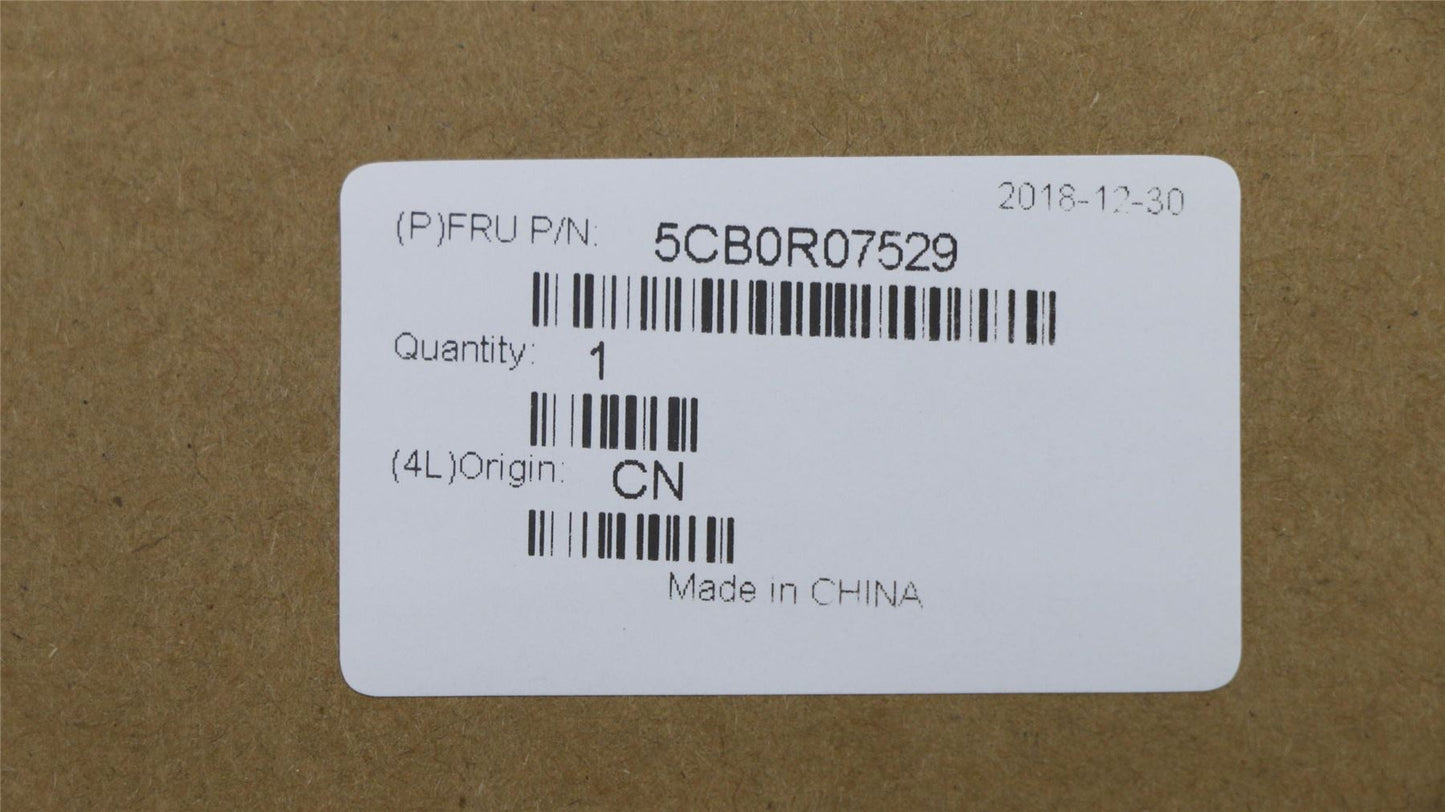 2018-12-30
(P)FRU P/N: 5CB0R07529
Quantity: 1
(4L)Origin: CN
Made in CHINA